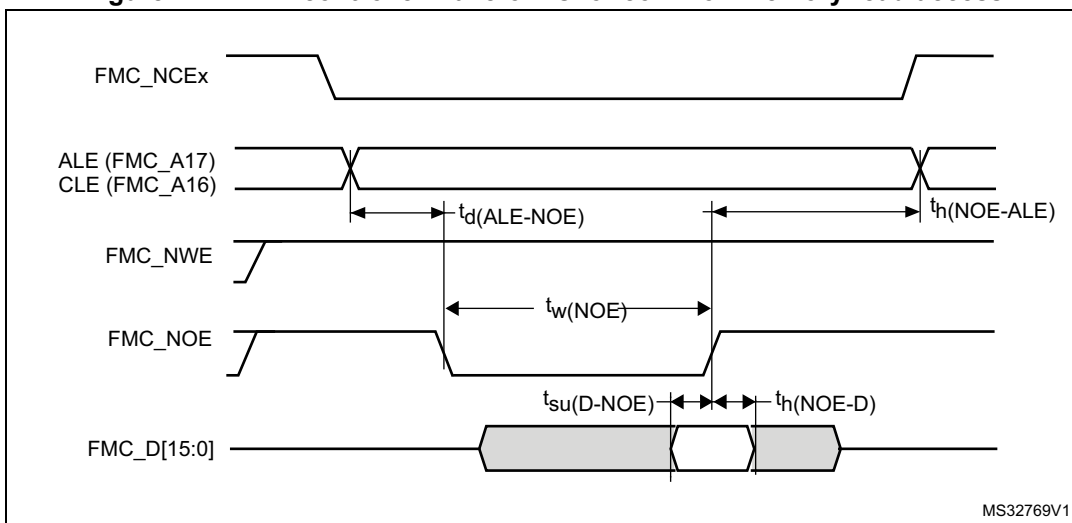 FMC_NCEx
ALE (FMC_A17)
CLE (FMC_A16)
td(ALE-NOE)
th(NOE-ALE)
FMC_NWE
tw(NOE)
FMC_NOE
tsu(D-NOE)
th(NOE-D)
FMC_D[15:0]
MS32769V1